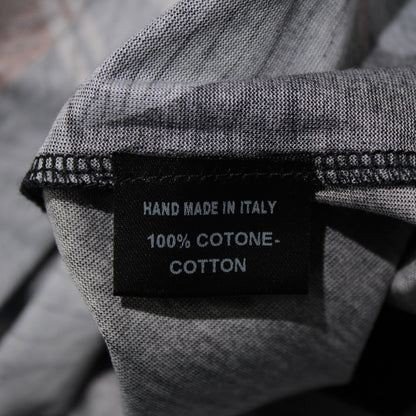 HAND MADE IN ITALY
100% COTONE-
COTTON